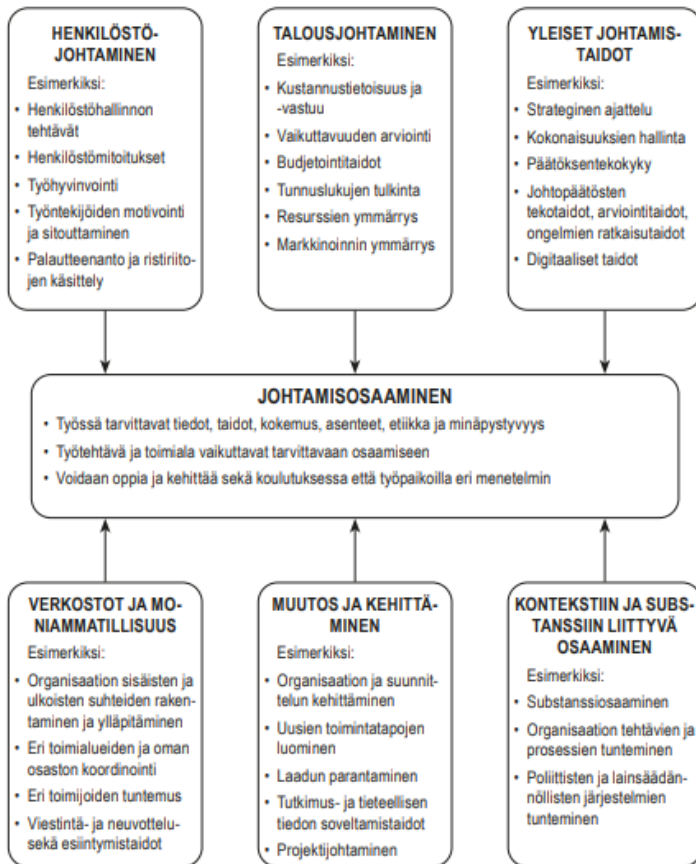 HENKILÖSTÖ-
JOHTAMINEN
Esimerkiksi:
• Henkilöstöhallinnon
tehtävät
• Henkilöstömitoitukset
• Työhyvinvointi
• Työntekijöiden motivointi
ja sitouttaminen
• Palautteenanto ja ristiriito-
jen käsittely
TALOUSJOHTAMINEN
Esimerkiksi:
• Kustannustietoisuus ja
-vastuu
• Vaikuttavuuden arviointi
• Budjetointitaidot
• Tunnuslukujen tulkinta
• Resurssien ymmärrys
• Markkinoinnin ymmärrys
YLEISET JOHTAMIS-
TAIDOT
Esimerkiksi:
• Strateginen ajattelu
• Kokonaisuuksien hallinta
• Päätöksentekokyky
• Johtopäätösten
tekotaidot, arviointitaidot,
ongelmien ratkaisutaidot
• Digitaaliset taidot
JOHTAMISOSAAMINEN
• Työssä tarvittavat tiedot, taidot, kokemus, asenteet, etiikka ja minäpystyvyys
• Työtehtävä ja toimiala vaikuttavat tarvittavaan osaamiseen
• Voidaan oppia ja kehittää sekä koulutuksessa että työpaikoilla eri menetelmin
VERKOSTOT JA MO-
NIAMMATILLISUUS
Esimerkiksi:
• Organisaation sisäisten ja
ulkoisten suhteiden raken-
taminen ja ylläpitäminen
• Eri toimialueiden ja oman
osaston koordinointi
• Eri toimijoiden tuntemus
• Viestintä- ja neuvottelu-
sekä esiintymistaidot
MUUTOS JA KEHITTÄ-
MINEN
Esimerkiksi:
• Organisaation ja suunnit-
telun kehittäminen
• Uusien toimintatapojen
luominen
• Laadun parantaminen
• Tutkimus- ja tieteellisen
tiedon soveltamistaidot
• Projektijohtaminen
KONTEKSTIIN JA SUBS-
TANSSIIN LIITTYVÄ
OSAAMINEN
Esimerkiksi:
• Substanssiosaaminen
• Organisaation tehtävien ja
prosessien tunteminen
• Poliittisten ja lainsäädän-
nöllisten järjestelmien
tunteminen